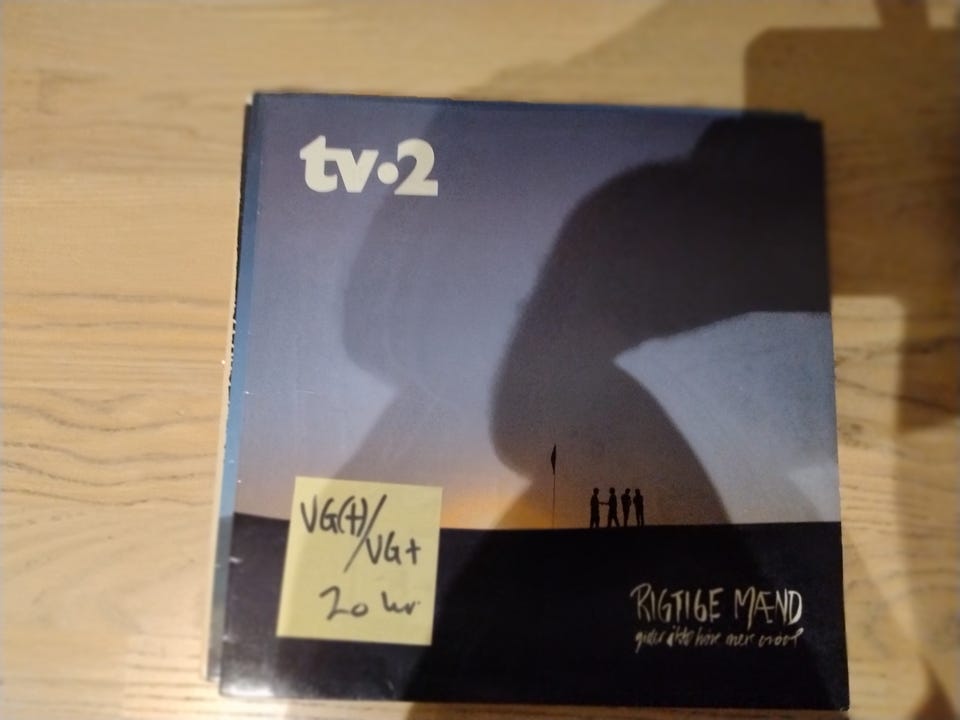 tv·2
VG(+)/
VG+
20 kr
RIGTIGE MÆND
gider ikke høre mere vrøvl